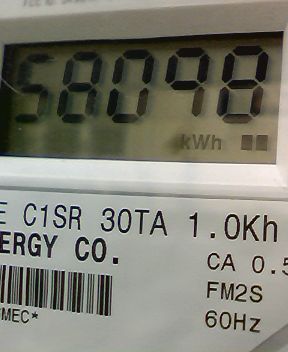 58098
kWh
E C1SR 30TA 1.0Kh
ERGY CO.
CA 0.5
FM2S
MEC*
60Hz